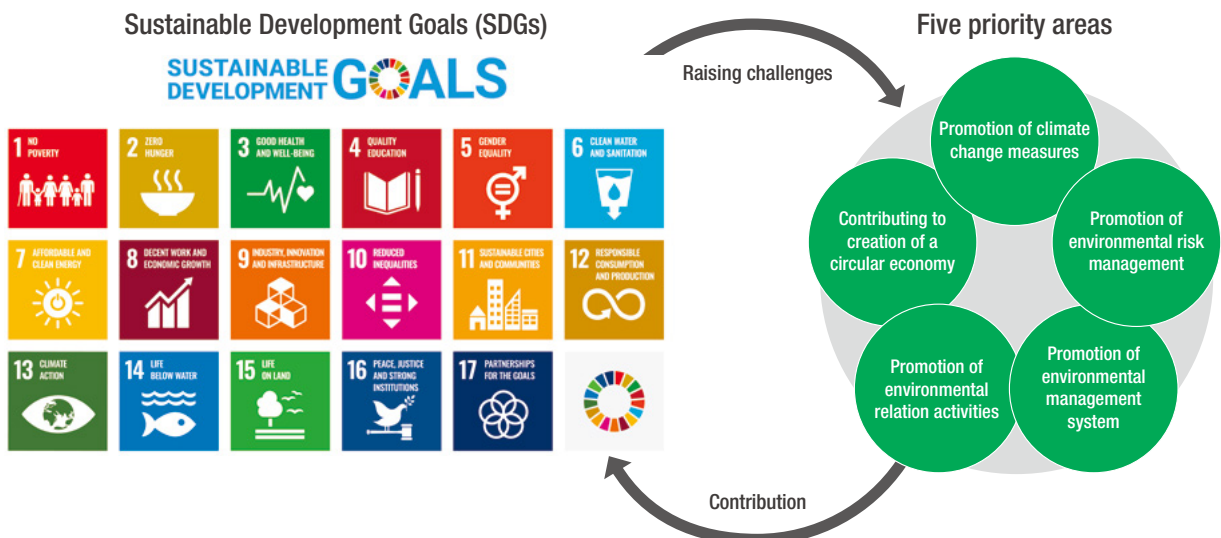 Sustainable Development Goals (SDGs)
SUSTAINABLE
DEVELOPMENT
GOALS
1 NO
POVERTY
2 ZERO
HUNGER
3 GOOD HEALTH
AND WELL-BEING
4 QUALITY
EDUCATION
5 GENDER
EQUALITY
6 CLEAN WATER
AND SANITATION
7 AFFORDABLE AND
CLEAN ENERGY
8 DECENT WORK AND
ECONOMIC GROWTH
9 INDUSTRY, INNOVATION
AND INFRASTRUCTURE
10 REDUCED
INEQUALITIES
11 SUSTAINABLE CITIES
AND COMMUNITIES
12 RESPONSIBLE
CONSUMPTION
AND PRODUCTION
13 CLIMATE
ACTION
14 LIFE
BELOW WATER
15 LIFE
ON LAND
16 PEACE, JUSTICE
AND STRONG
INSTITUTIONS
17 PARTNERSHIPS
FOR THE GOALS
Raising challenges
Contribution
Five priority areas
Promotion of climate
change measures
Promotion of
environmental risk
management
Promotion of
environmental
management
system
Promotion of
environmental
relation activities
Contributing to
creation of a
circular economy